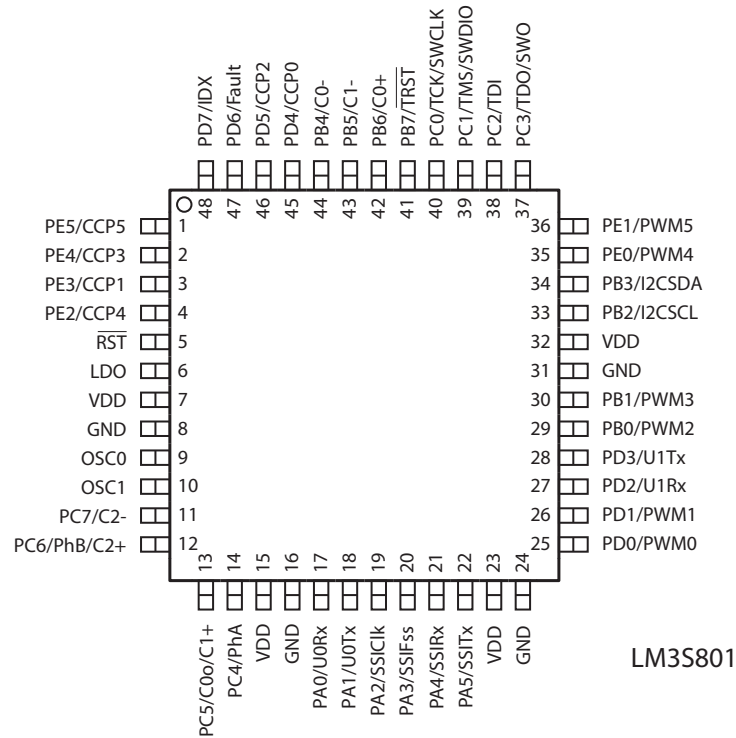 PD7/IDX
PD6/Fault
PD5/CCP2
PD4/CCP0
PB4/C0-
PB5/C1-
PB6/C0+
PB7/TRST
PC0/TCK/SWCLK
PC1/TMS/SWDIO
PC2/TDI
PC3/TDO/SWO
48
47
46
45
44
43
42
41
40
39
38
37
PE5/CCP5 1
PE4/CCP3 2
PE3/CCP1 3
PE2/CCP4 4
RST 5
LDO 6
VDD 7
GND 8
OSC0 9
OSC1 10
PC7/C2- 11
PC6/PhB/C2+ 12
36 PE1/PWM5
35 PE0/PWM4
34 PB3/I2CSDA
33 PB2/I2CSCL
32 VDD
31 GND
30 PB1/PWM3
29 PB0/PWM2
28 PD3/U1Tx
27 PD2/U1Rx
26 PD1/PWM1
25 PD0/PWM0
13
14
15
16
17
18
19
20
21
22
23
24
PC5/C0o/C1+
PC4/PhA
VDD
GND
PA0/U0Rx
PA1/U0Tx
PA2/SSIClk
PA3/SSIFss
PA4/SSIRx
PA5/SSITx
VDD
GND
LM3S801